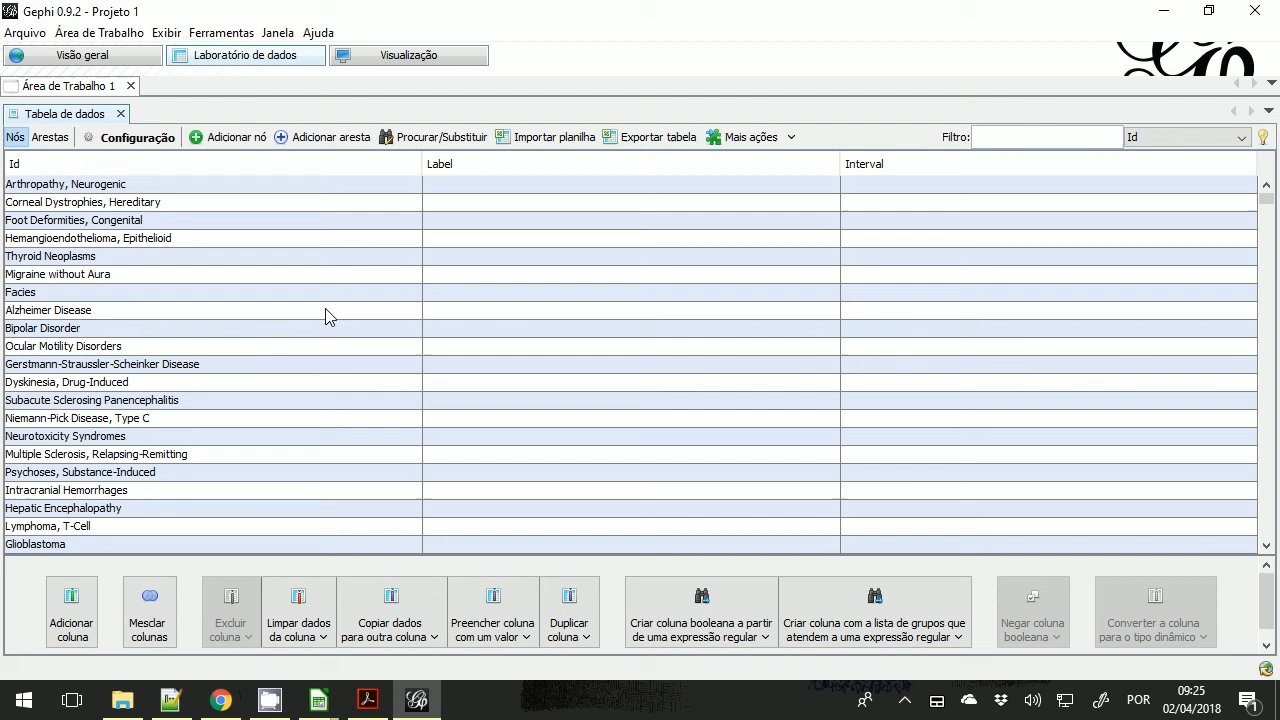 Gephi 0.9.2 - Projeto 1
Arquivo Área de Trabalho Exibir Ferramentas Janela Ajuda
Visão geral Laboratório de dados Visualização
Área de Trabalho 1
Tabela de dados
Nós Arestas Configuração Adicionar nó Adicionar aresta Procurar/Substituir Importar planilha Exportar tabela Mais ações Filtro: Id
Id Label Interval
Arthropathy, Neurogenic
Corneal Dystrophies, Hereditary
Foot Deformities, Congenital
Hemangioendothelioma, Epithelioid
Thyroid Neoplasms
Migraine without Aura
Facies
Alzheimer Disease
Bipolar Disorder
Ocular Motility Disorders
Gerstmann-Straussler-Scheinker Disease
Dyskinesia, Drug-Induced
Subacute Sclerosing Panencephalitis
Niemann-Pick Disease, Type C
Neurotoxicity Syndromes
Multiple Sclerosis, Relapsing-Remitting
Psychoses, Substance-Induced
Intracranial Hemorrhages
Hepatic Encephalopathy
Lymphoma, T-Cell
Glioblastoma
Adicionar coluna
Mesclar colunas
Excluir coluna
Limpar dados da coluna
Copiar dados para outra coluna
Preencher coluna com um valor
Duplicar coluna
Criar coluna booleana a partir de uma expressão regular
Criar coluna com a lista de grupos que atendem a uma expressão regular
Negar coluna booleana
Converter a coluna para o tipo dinâmico
POR
09:25
02/04/2018
1